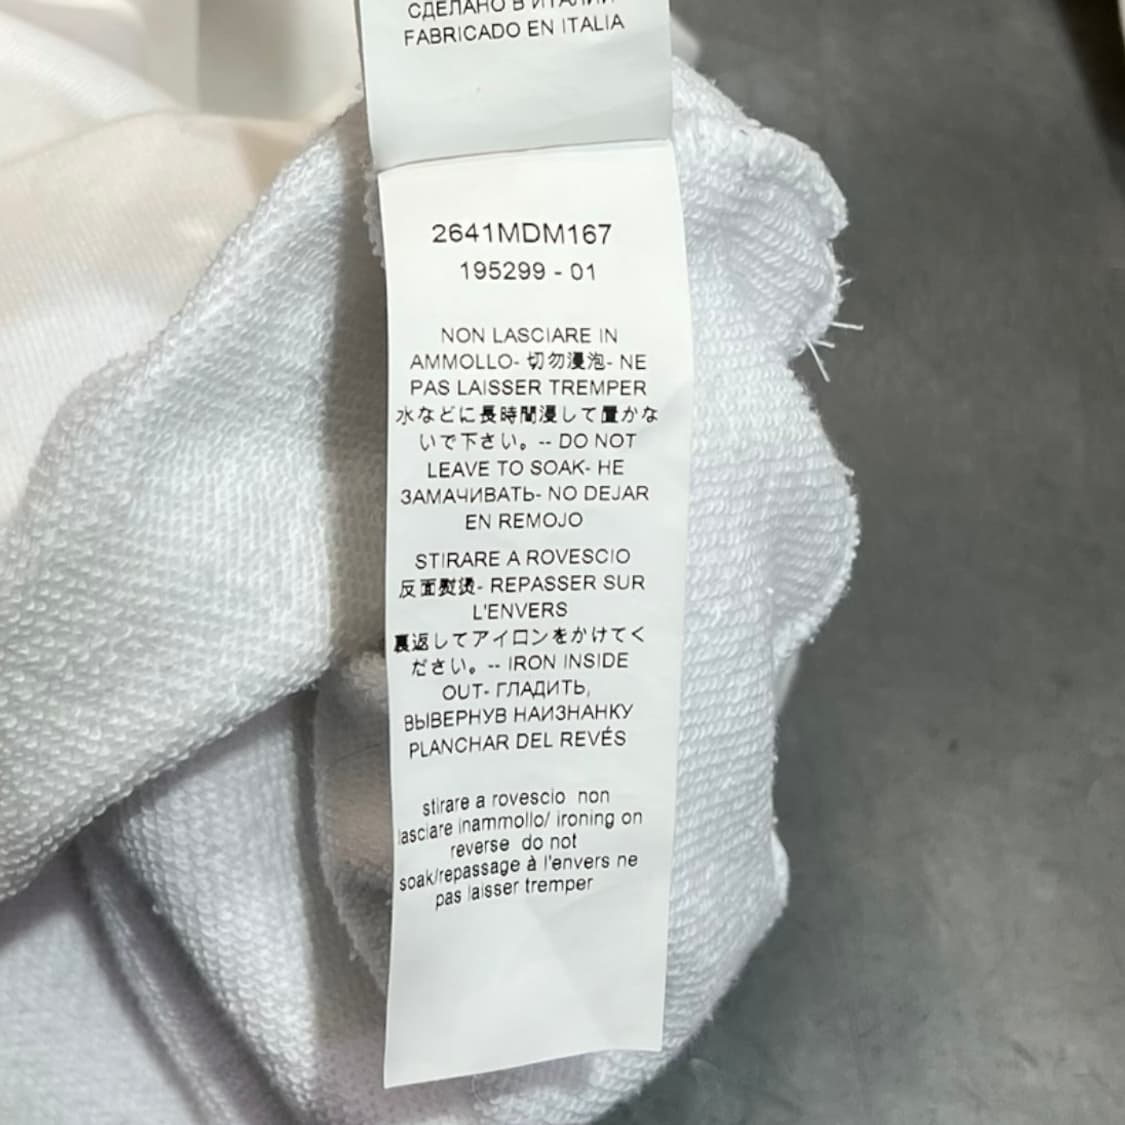 СДЕЛАНО В ИТАЛИИ
FABRICADO EN ITALIA
2641MDM167
195299 - 01
NON LASCIARE IN
AMMOLLO- 切勿漫泡- NE
PAS LAISSER TREMPER
水などに長時間浸して置かな
いで下さい。-- DO NOT
LEAVE TO SOAK- НЕ
ЗАМАЧИВАТЬ- NO DEJAR
EN REMOJO
STIRARE A ROVESCIO
反面熨烫- REPASSER SUR
L'ENVERS
裏返してアイロンをかけてく
ださい。-- IRON INSIDE
OUT- ГЛАДИТЬ,
ВЫВЕРНУВ НАИЗНАНКУ
PLANCHAR DEL REVÉS
stirare a rovescio non
lasciare inammollo/ ironing on
reverse do not
soak/repassage à l'envers ne
pas laisser tremper